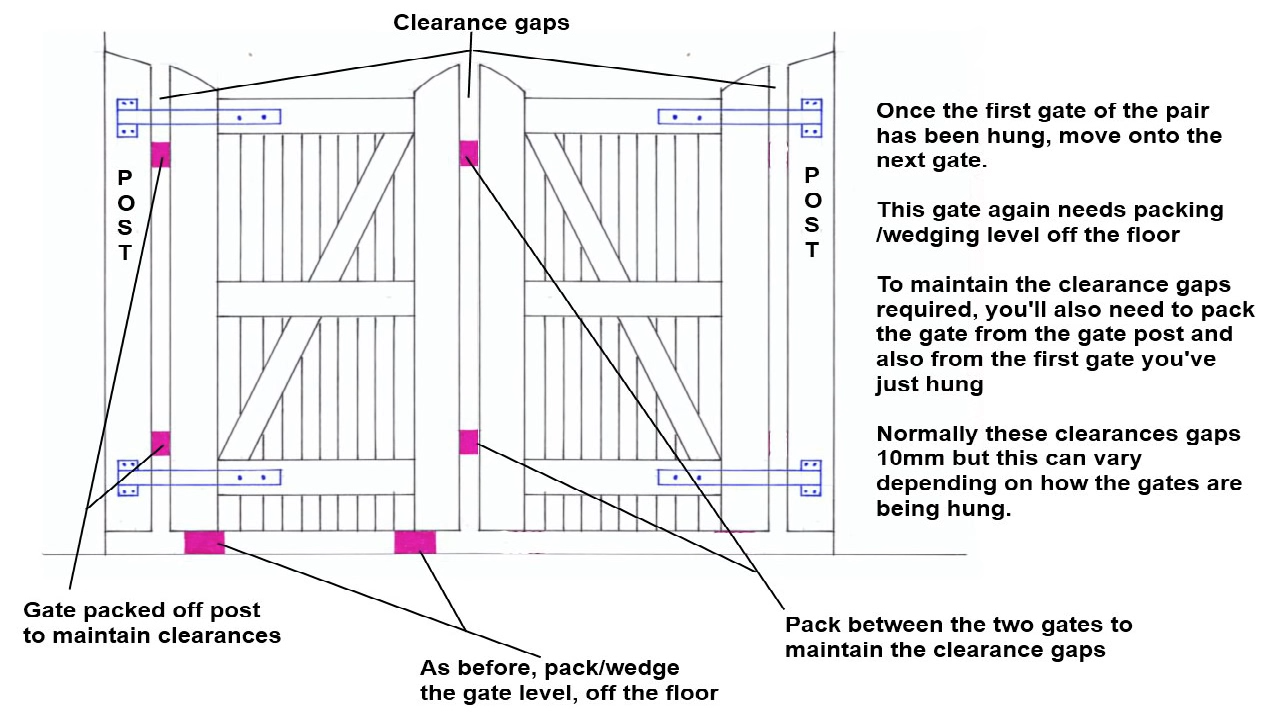 Clearance gaps
Once the first gate of the pair
has been hung, move onto the
next gate.
This gate again needs packing
/wedging level off the floor
To maintain the clearance gaps
required, you'll also need to pack
the gate from the gate post and
also from the first gate you've
just hung
Normally these clearances gaps
10mm but this can vary
depending on how the gates are
being hung.
POST
POST
Gate packed off post
to maintain clearances
As before, pack/wedge
the gate level, off the floor
Pack between the two gates to
maintain the clearance gaps